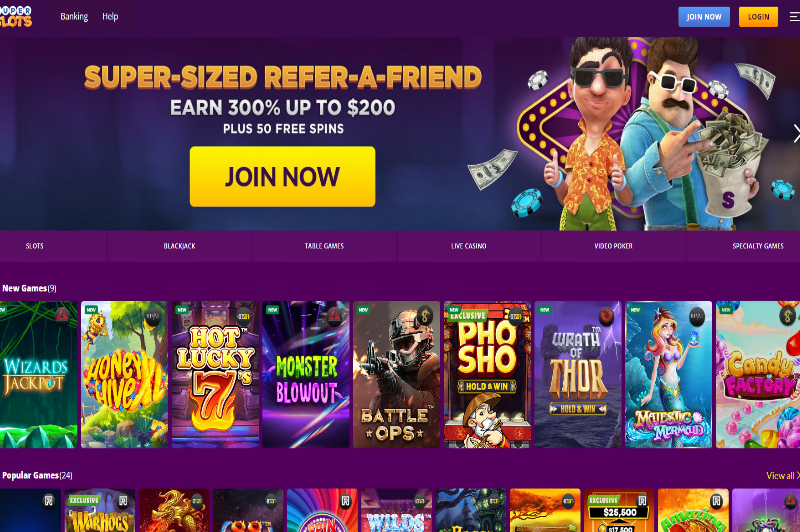 SUPER
SLOTS
Banking
Help
JOIN NOW
LOGIN
SUPER-SIZED REFER-A-FRIEND
EARN 300% UP TO $200
PLUS 50 FREE SPINS
JOIN NOW
$
SLOTS
BLACKJACK
TABLE GAMES
LIVE CASINO
VIDEO POKER
SPECIALTY GAMES
New Games(9)
NEW
WIZARDS
JACKPOT
NEW
HONEY
HIVE XL
NEW
HOT
LUCKY
7's
NEW
MONSTER
BLOWOUT
NEW
BATTLE
OPS
NEW
EXCLUSIVE
PHO
SHO
HOLD & WIN
NEW
WRATH
OF
THOR
HOLD & WIN
NEW
MAJESTIC
MERMAID
NEW
CANDY
FACTORY
Popular Games(24)
View all
EXCLUSIVE
WARHOGS
SPIN
WILDS
EXCLUSIVE
$25,500
$17,500